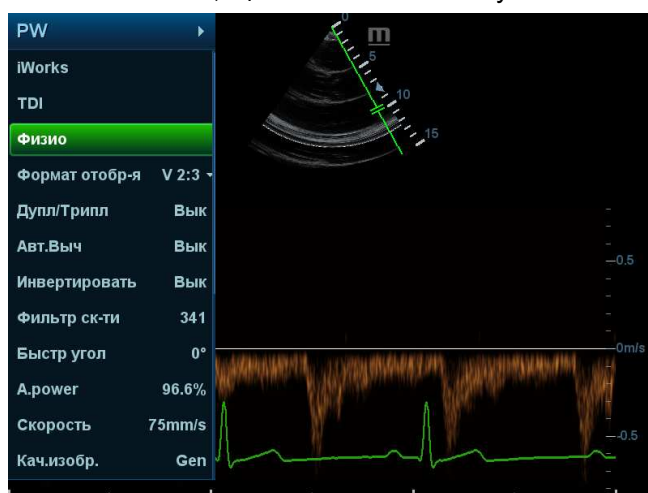 PW
iWorks
TDI
Физио
Формат отобр-я V 2:3
Дупл/Трипл Вык
Авт.Выч Вык
Инвертировать Вык
Фильтр ск-ти 341
Быстр угол 0°
A.power 96.6%
Скорость 75mm/s
Кач.изобр. Gen
0
m
5
10
15
0.5
0m/s
-0.5